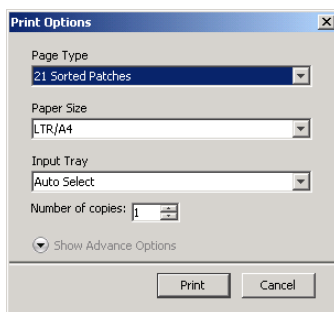 Print Options
Page Type
21 Sorted Patches
Paper Size
LTR/A4
Input Tray
Auto Select
Number of copies: 1
Show Advance Options
Print Cancel